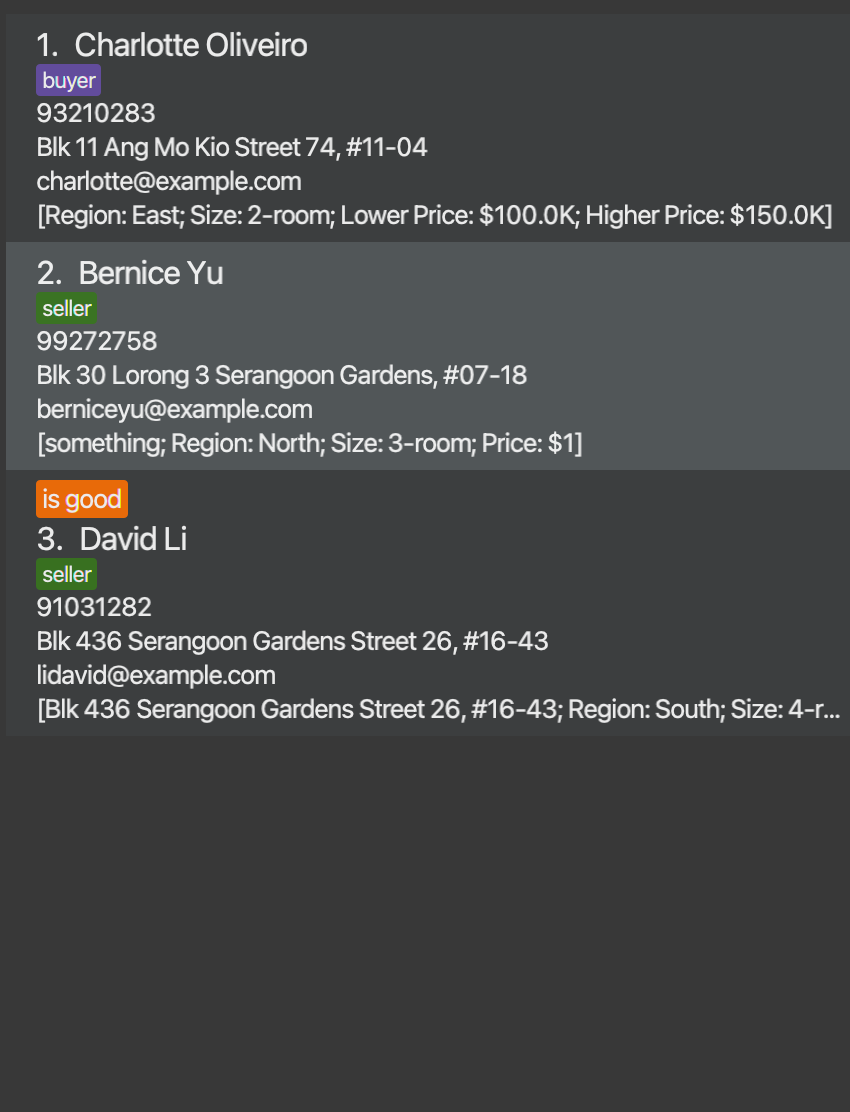 1. Charlotte Oliveiro
buyer
93210283
Blk 11 Ang Mo Kio Street 74, #11-04
charlotte@example.com
[Region: East; Size: 2-room; Lower Price: $100.0K; Higher Price: $150.0K]
2. Bernice Yu
seller
99272758
Blk 30 Lorong 3 Serangoon Gardens, #07-18
berniceyu@example.com
[something; Region: North; Size: 3-room; Price: $1]
is good
3. David Li
seller
91031282
Blk 436 Serangoon Gardens Street 26, #16-43
lidavid@example.com
[Blk 436 Serangoon Gardens Street 26, #16-43; Region: South; Size: 4-r...